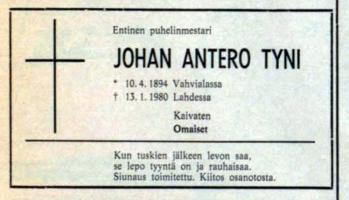 Entinen puhelinmestari
JOHAN ANTERO TYNI
* 10. 4. 1894 Vahvialassa
† 13. 1. 1980 Lahdessa
Kaivaten
Omaiset
Kun tuskien jälkeen levon saa,
se lepo tyyntä on ja rauhaisaa.
Siunaus toimitettu. Kiitos osanotosta.